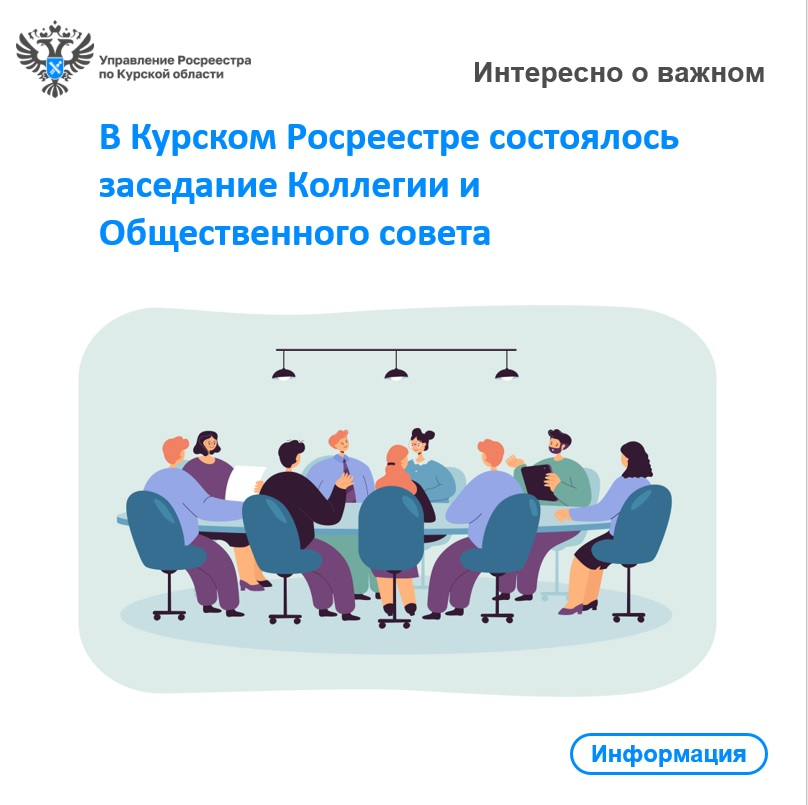 Управление Росреестра
по Курской области
Интересно о важном
В Курском Росреестре состоялось
заседание Коллегии и
Общественного совета
Информация